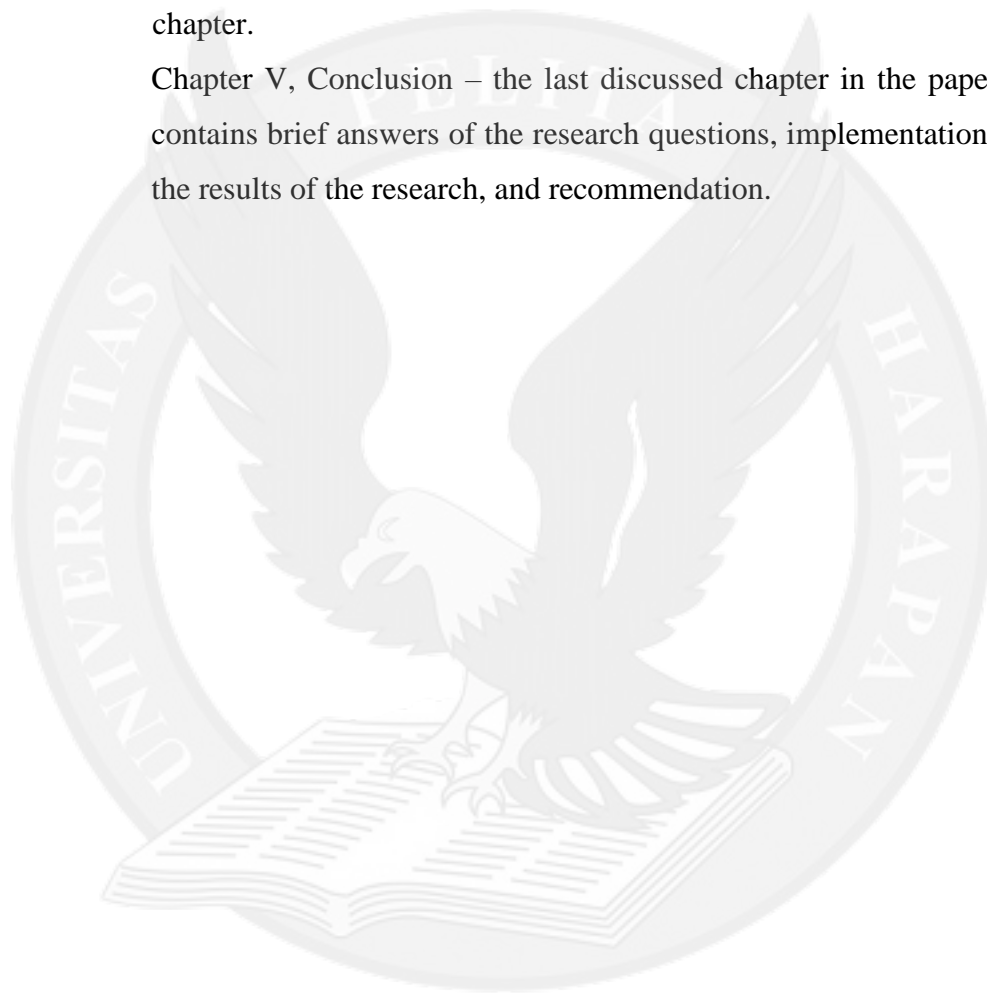 chapter.
Chapter V, Conclusion – the last discussed chapter in the pape
contains brief answers of the research questions, implementation
the results of the research, and recommendation.
UNIVERSITAS PELITA HARAPAN